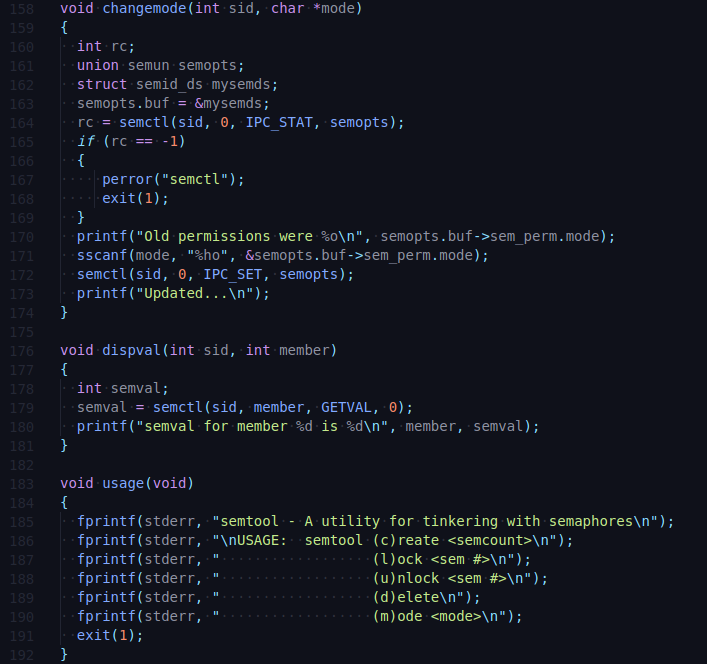 158 void changemode(int sid, char *mode)
159 {
160   int rc;
161   union semun semopts;
162   struct semid_ds mysemds;
163   semopts.buf = &mysemds;
164   rc = semctl(sid, 0, IPC_STAT, semopts);
165   if (rc == -1)
166   {
167      perror("semctl");
168      exit(1);
169   }
170   printf("Old permissions were %o\n", semopts.buf->sem_perm.mode);
171   sscanf(mode, "%ho", &semopts.buf->sem_perm.mode);
172   semctl(sid, 0, IPC_SET, semopts);
173   printf("Updated...\n");
174 }
175
176 void dispval(int sid, int member)
177 {
178   int semval;
179   semval = semctl(sid, member, GETVAL, 0);
180   printf("semval for member %d is %d\n", member, semval);
181 }
182
183 void usage(void)
184 {
185   fprintf(stderr, "semtool - A utility for tinkering with semaphores\n");
186   fprintf(stderr, "\nUSAGE:  semtool (c)reate <semcount>\n");
187   fprintf(stderr, "                  (l)ock <sem #>\n");
188   fprintf(stderr, "                  (u)nlock <sem #>\n");
189   fprintf(stderr, "                  (d)elete\n");
190   fprintf(stderr, "                  (m)ode <mode>\n");
191   exit(1);
192 }